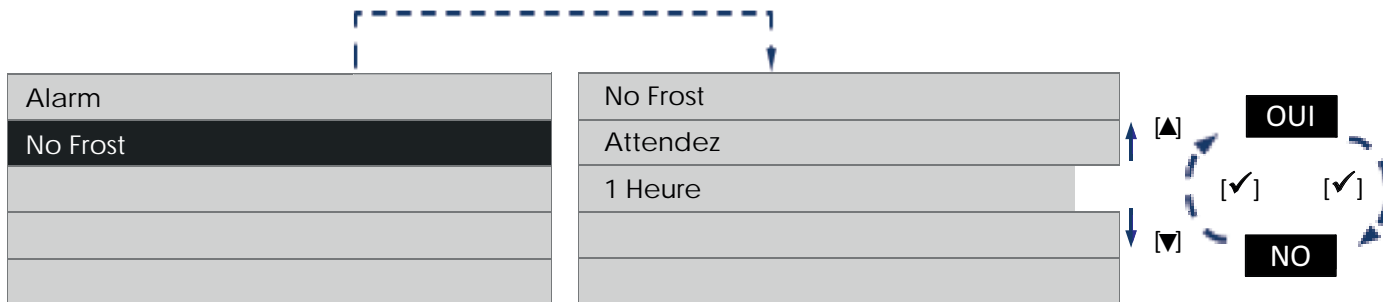 Alarm
No Frost
No Frost
Attendez
1 Heure
[▲]
[▼]
OUI
[✓] [✓]
NO